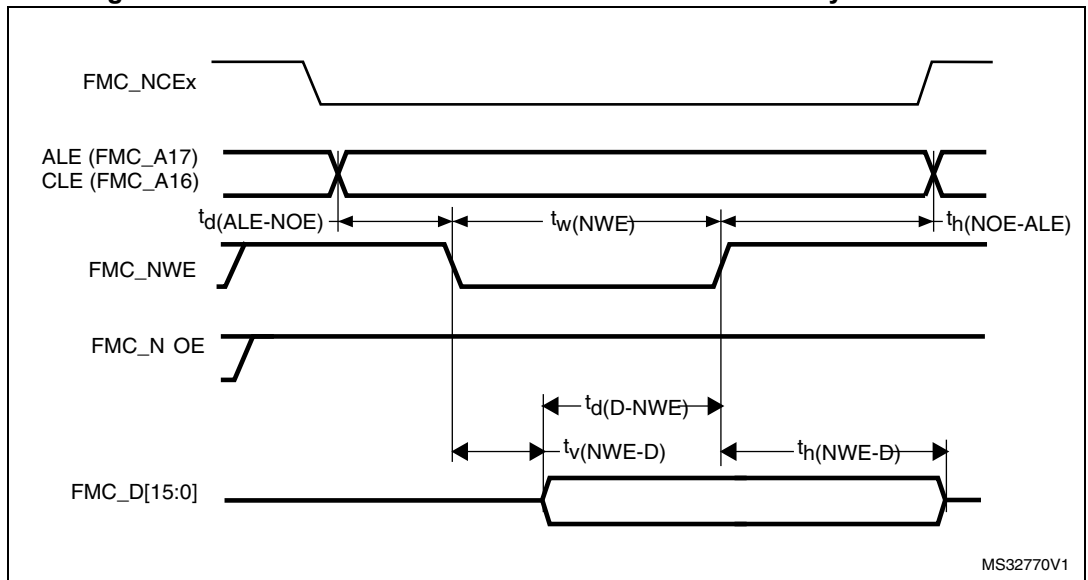 FMC_NCEx
ALE (FMC_A17)
CLE (FMC_A16)
td(ALE-NOE)
tw(NWE)
th(NOE-ALE)
FMC_NWE
FMC_N OE
td(D-NWE)
tv(NWE-D)
th(NWE-D)
FMC_D[15:0]
MS32770V1